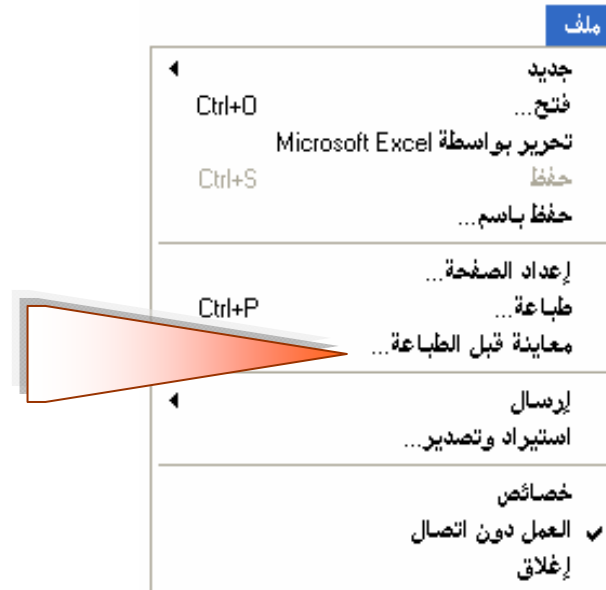 ملف
جديد
فتح... Ctrl+O
تحرير بواسطة Microsoft Excel
حفظ Ctrl+S
حفظ باسم...
إعداد الصفحة...
طباعة... Ctrl+P
معاينة قبل الطباعة...
إرسال
استيراد وتصدير...
خصائص
العمل دون اتصال
إغلاق